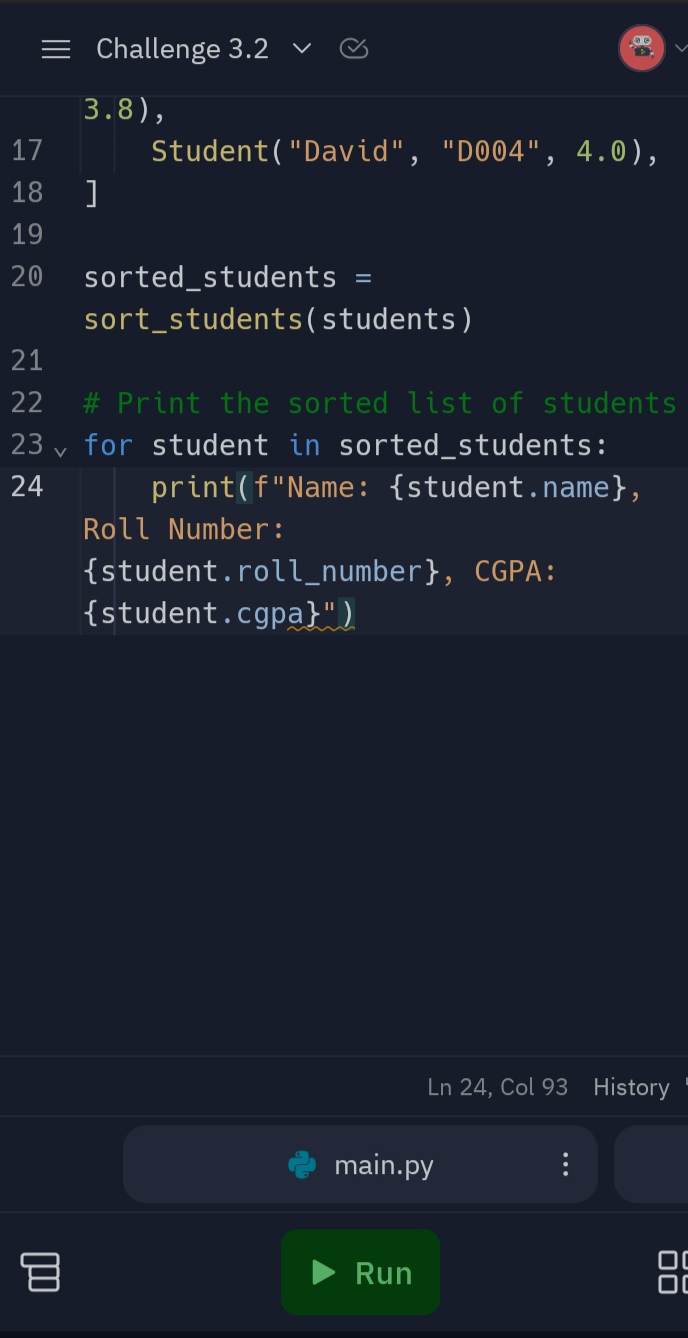 Challenge 3.2
3.8),
17 Student("David", "D004", 4.0),
18 ]
19
20 sorted_students =
sort_students(students)
21
22 # Print the sorted list of students
23 for student in sorted_students:
24 print(f"Name: {student.name},
Roll Number:
{student.roll_number}, CGPA:
{student.cgpa}")
Ln 24, Col 93 History
main.py
Run